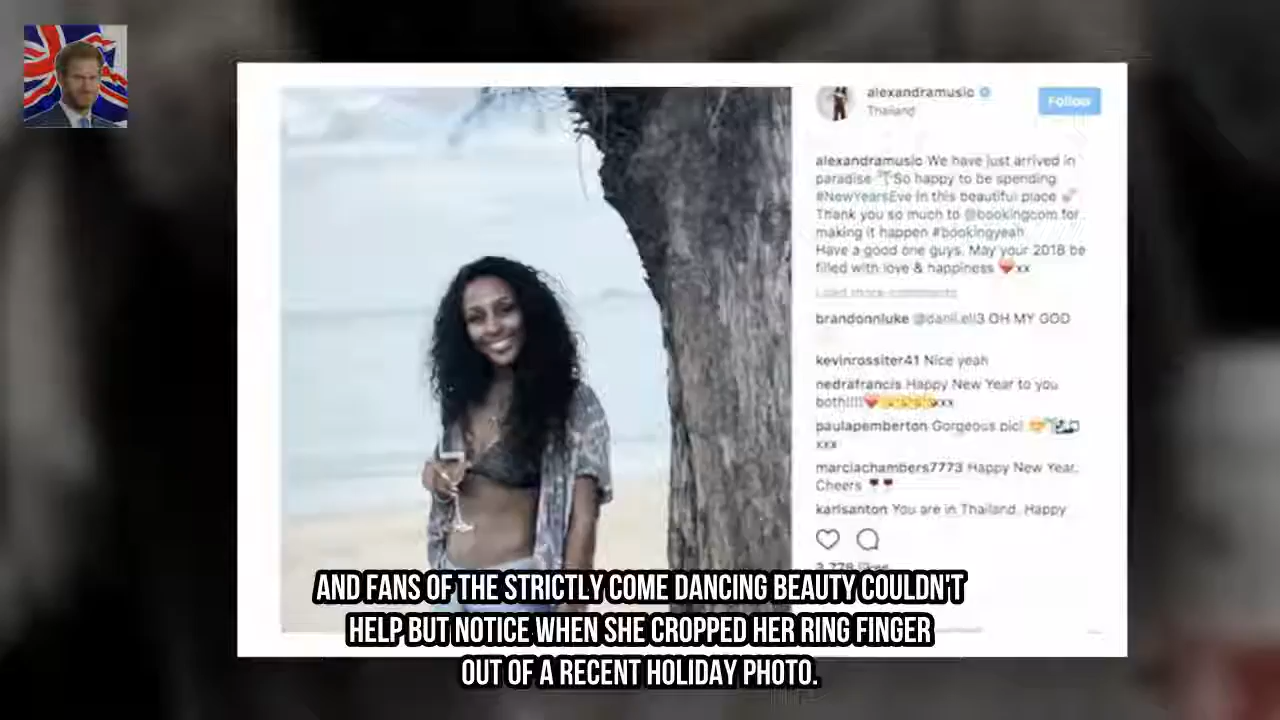 alexandramusic
Follow
Thailand
alexandramusic We have just arrived in
paradise So happy to be spending
#NewYearsEve in this beautiful place
Thank you so much to @bookingcom for
making it happen #bookingyeah
Have a good one guys. May your 2018 be
filled with love & happiness ❤️xx
Load more comments
brandonnluke @dani.ell3 OH MY GOD
kevinrossiter41 Nice yeah
nedrafrancis Happy New Year to you
both!!!!❤️xxx
paulapemberton Gorgeous pic!
xxx
marciachambers7773 Happy New Year.
Cheers 🍷🍷
karlsanton You are in Thailand. Happy
3,778 likes
AND FANS OF THE STRICTLY COME DANCING BEAUTY COULDN'T
HELP BUT NOTICE WHEN SHE CROPPED HER RING FINGER
OUT OF A RECENT HOLIDAY PHOTO.